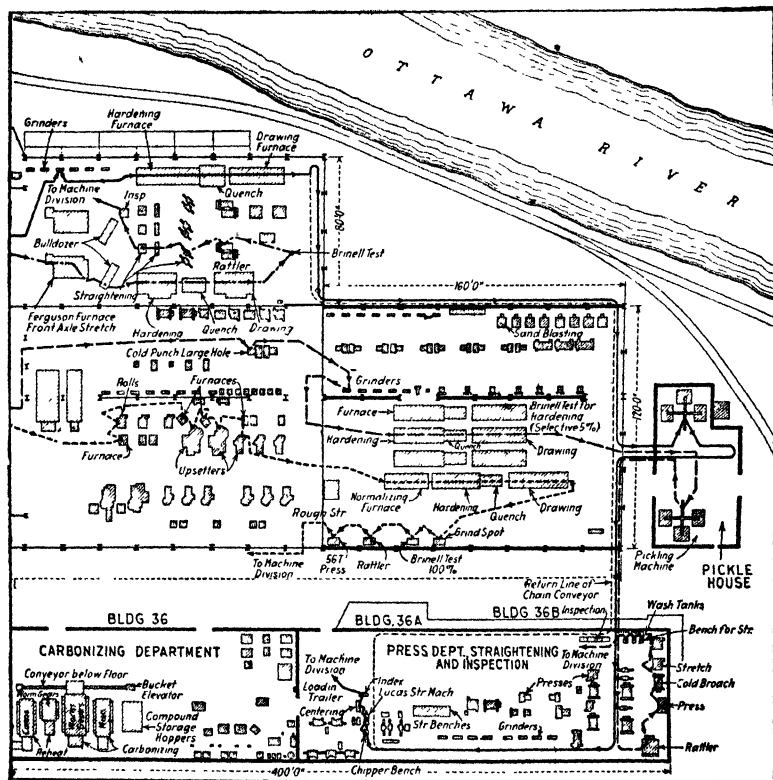 OTTAWA RIVER
Grinders
Hardening
Furnace
Drawing
Furnace
To Machine
Division
Insp
Quench
80'-0"
Bulldozer
Brinell Test
Rattler
Straightening
160'0"
Ferguson Furnace
Front Axle Stretch
Hardening
Quench
Drawing
Cold Punch Large Hole
Sand Blasting
Rolls
Furnaces
Grinders
Furnace
Brinell Test for
hardening
(Selective 5%)
120'-0"
Hardening
Quench
Drawing
Furnace
Upsetters
Normalizing
Furnace
Hardening
Quench
Drawing
Rough Str
Grind Spot
To Machine
Division
56T
Press
Rattler
Brinell Test
100%
Pickling
Machine
PICKLE
HOUSE
Return Line of
Chain Conveyor
BLDG 36
BLDG. 36A
BLDG 36B
Inspection
Wash Tanks
Bench for Str.
CARBONIZING DEPARTMENT
PRESS DEPT. STRAIGHTENING
AND INSPECTION
To Machine
Division
Stretch
Cold Broach
Press
Conveyor below Floor
Bucket
Elevator
To Machine
Division
Loadin
Trailer
Centering
Index
Lucas Str Mach
Presses
Compound
Storage
Hoppers
Str Benches
Grinders
Reheat
Carbonizing
Rattler
400'0"
Chipper Bench